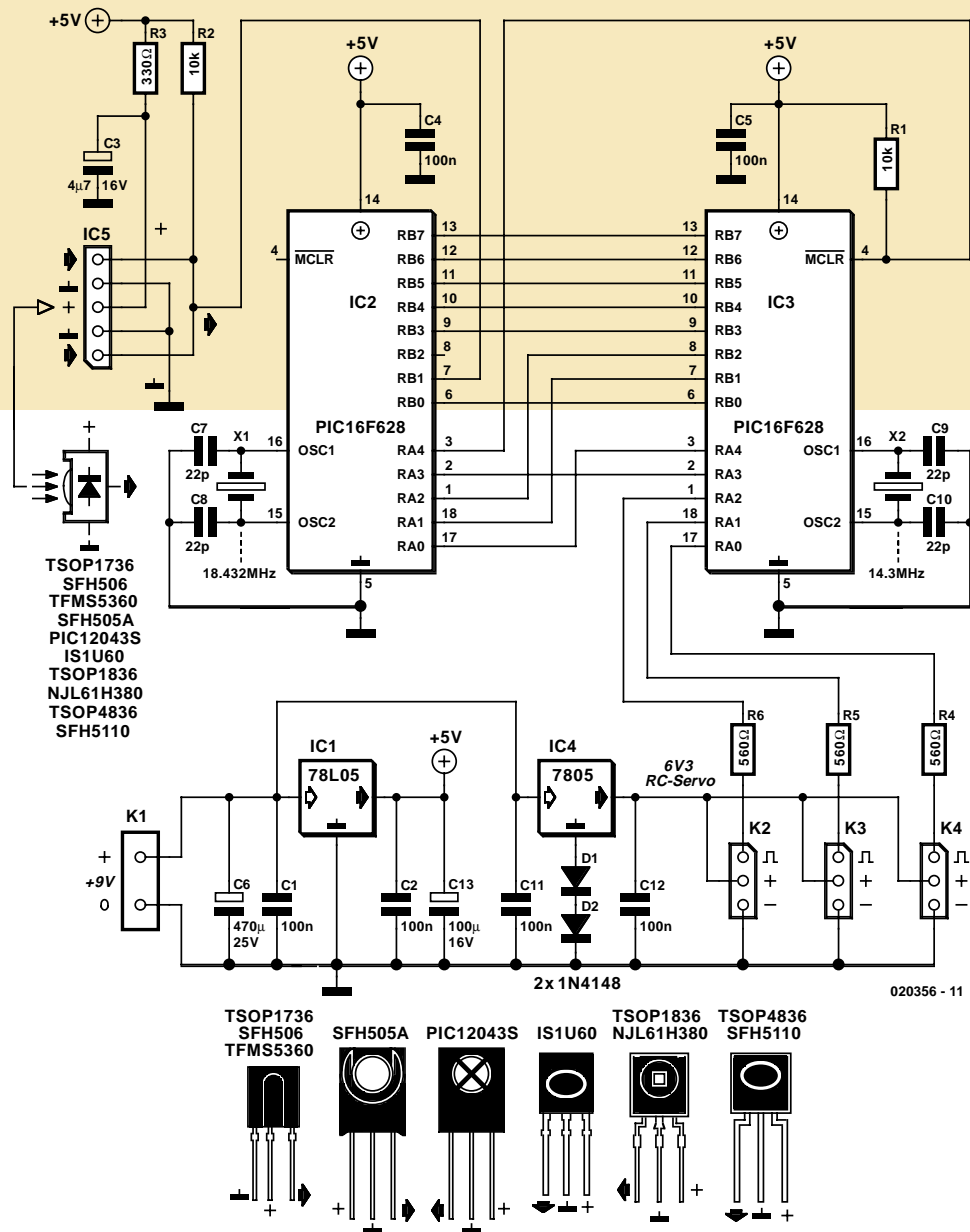 +5V
R3
R2
330Ω
10k
+5V
+5V
C3
4µ7
16V
C4
100n
C5
100n
R1
10k
14
14
IC5
+
+
4
MCLR
RB7
13
RB6
12
RB5
11
IC2
RB4
10
RB3
9
RB2
8
RB1
7
RB0
6
PIC16F628
16
OSC1
RA4
3
RA3
2
RA2
1
15
OSC2
RA1
18
RA0
17
5
13
RB7
12
RB6
MCLR
4
11
RB5
10
RB4
IC3
9
RB3
8
RB2
7
RB1
6
RB0
PIC16F628
3
RA4
OSC1
16
2
RA3
1
RA2
18
RA1
OSC2
15
17
RA0
5
C7
22p
X1
C8
22p
18.432MHz
X2
C9
22p
C10
22p
14.3MHz
+
TSOP1736
SFH506
TFMS5360
SFH505A
PIC12043S
IS1U60
TSOP1836
NJL61H380
TSOP4836
SFH5110
IC1
78L05
+5V
IC4
7805
6V3
RC-Servo
R6
560Ω
R5
560Ω
R4
560Ω
K1
+
+9V
0
C6
470µ
25V
C1
100n
C2
100n
C13
100µ
16V
C11
100n
D1
D2
C12
100n
2x 1N4148
K2
+
–
K3
+
–
K4
+
–
020356 - 11
TSOP1736
SFH506
TFMS5360
SFH505A
PIC12043S
IS1U60
TSOP1836
NJL61H380
TSOP4836
SFH5110
+
+
+
+
+
+